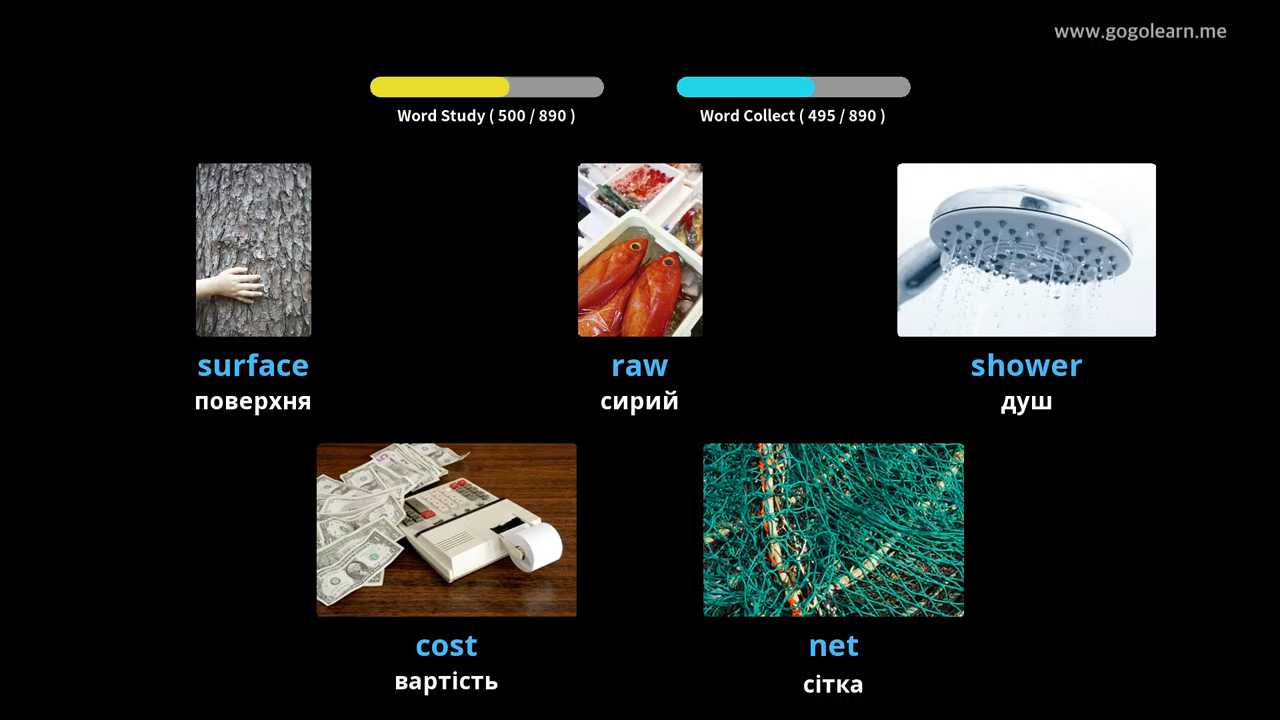 www.gogolearn.me
Word Study ( 500 / 890 )
Word Collect ( 495 / 890 )
surface
поверхня
raw
сирий
shower
душ
cost
вартість
net
сітка